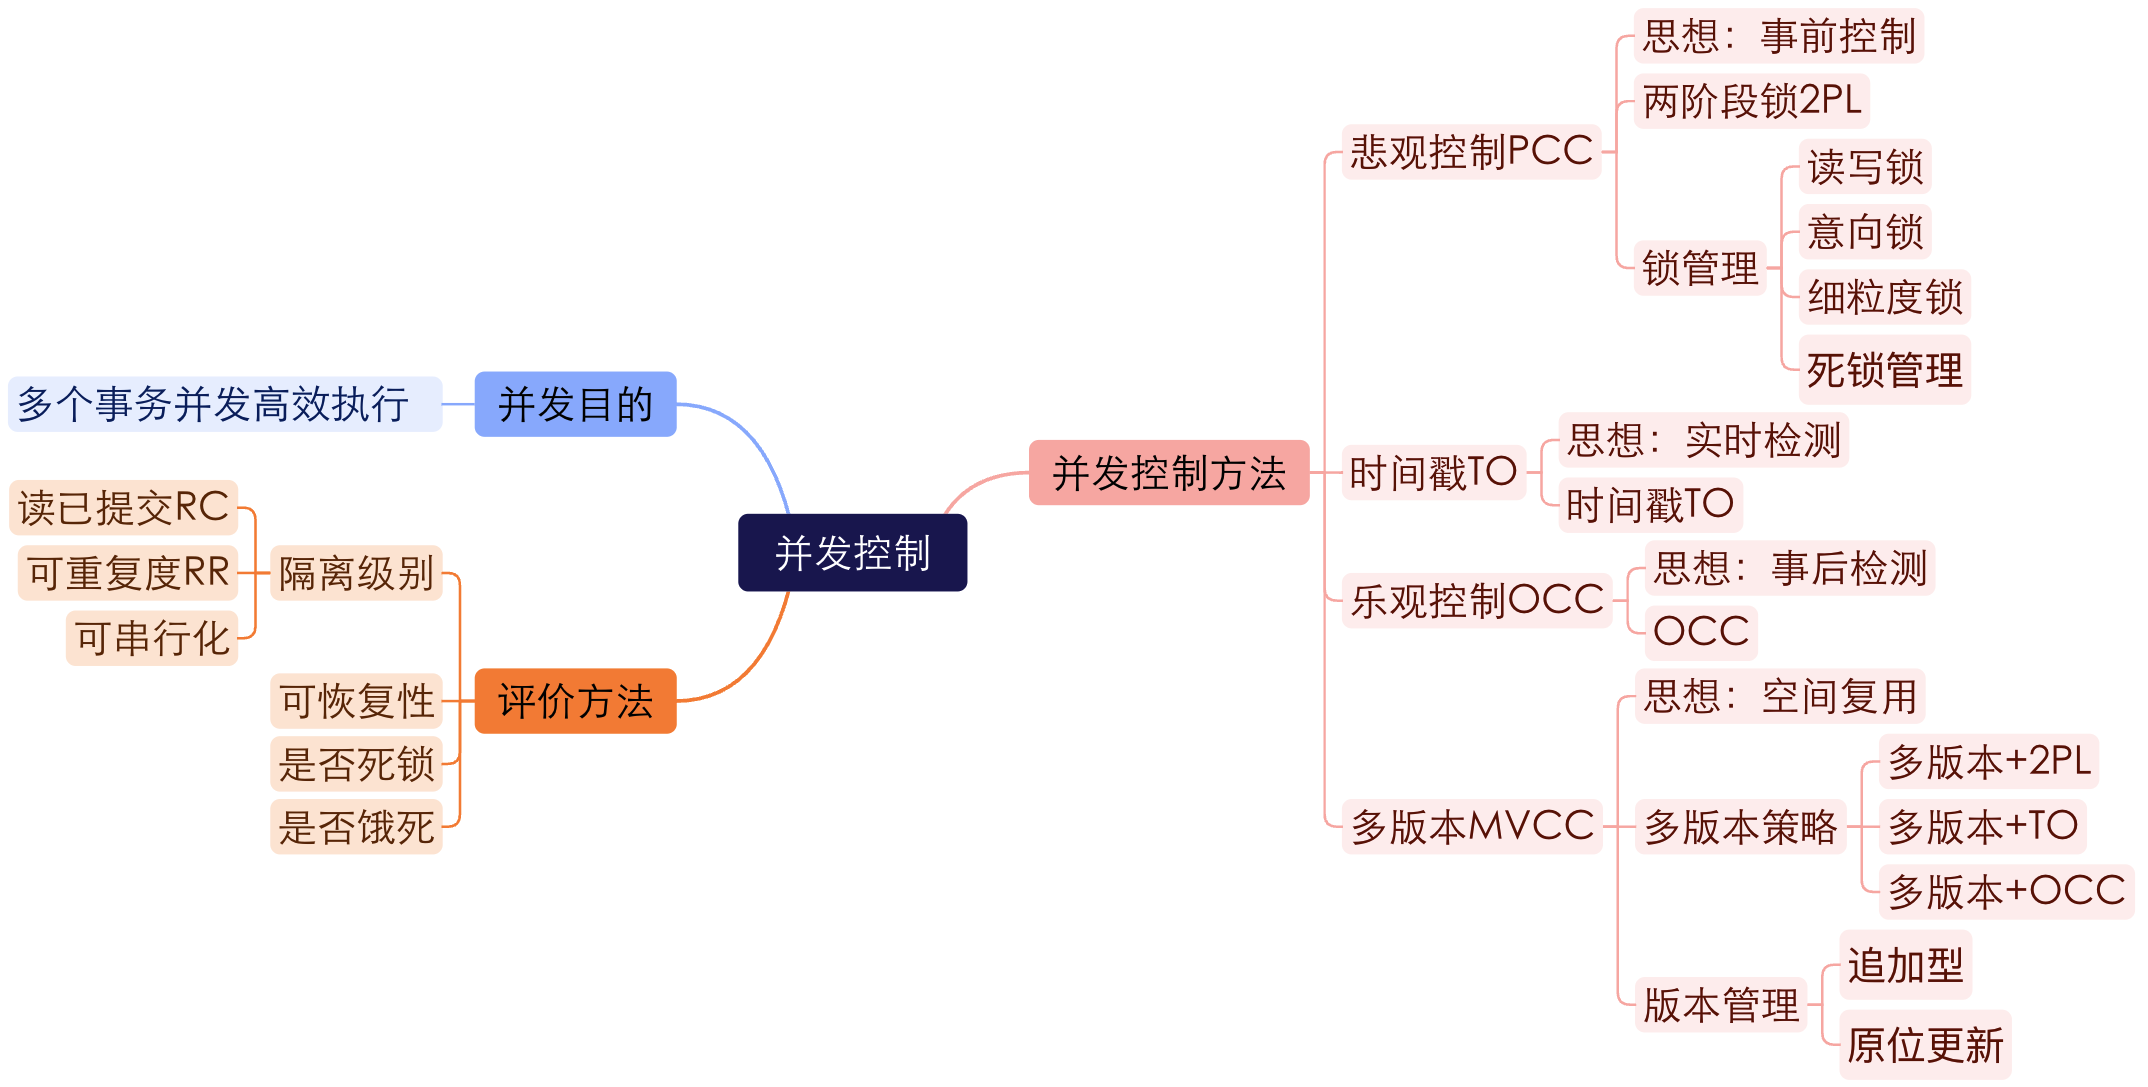 并发控制
并发目的
多个事务并发高效执行
评价方法
隔离级别
读已提交RC
可重复度RR
可串行化
可恢复性
是否死锁
是否饿死
并发控制方法
悲观控制PCC
思想：事前控制
两阶段锁2PL
锁管理
读写锁
意向锁
细粒度锁
死锁管理
时间戳TO
思想：实时检测
时间戳TO
乐观控制OCC
思想：事后检测
OCC
多版本MVCC
思想：空间复用
多版本策略
多版本+2PL
多版本+TO
多版本+OCC
版本管理
追加型
原位更新